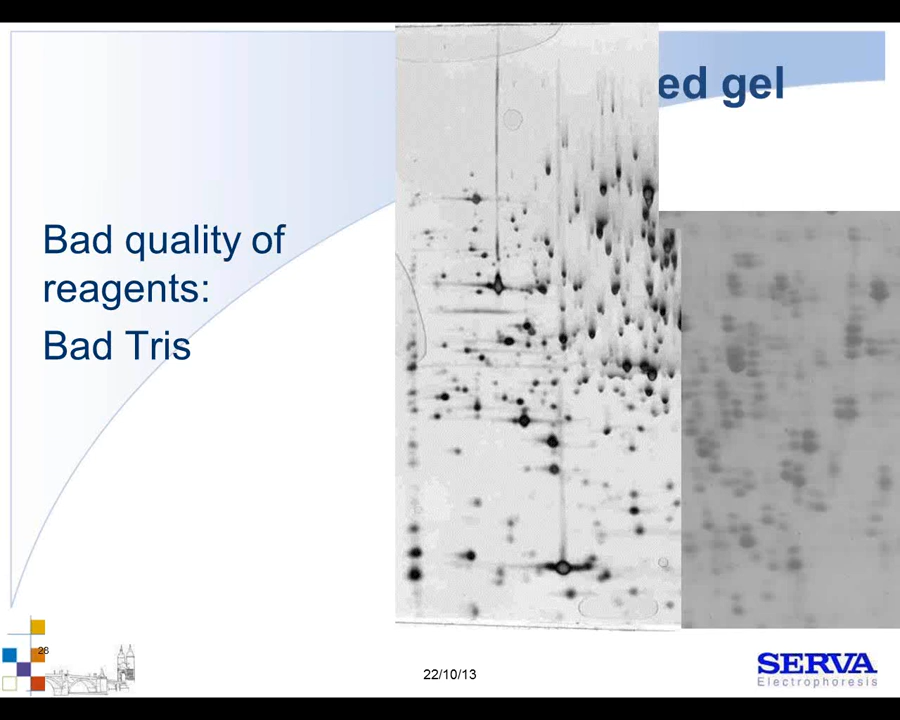 ed gel
Bad quality of
reagents:
Bad Tris
28
22/10/13
SERVA
Electrophoresis